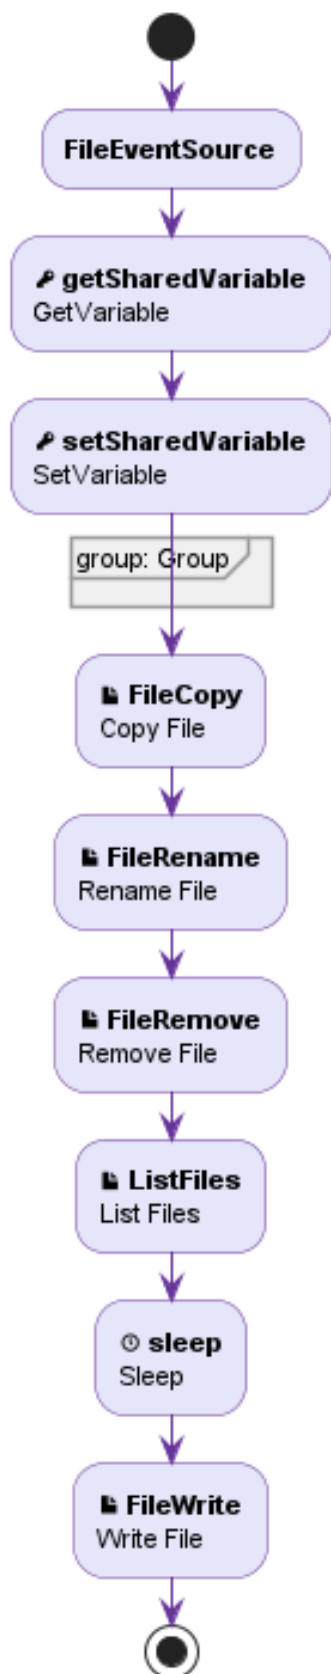 FileEventSource
getSharedVariable
GetVariable
setSharedVariable
SetVariable
group: Group
FileCopy
Copy File
FileRename
Rename File
FileRemove
Remove File
ListFiles
List Files
sleep
Sleep
FileWrite
Write File